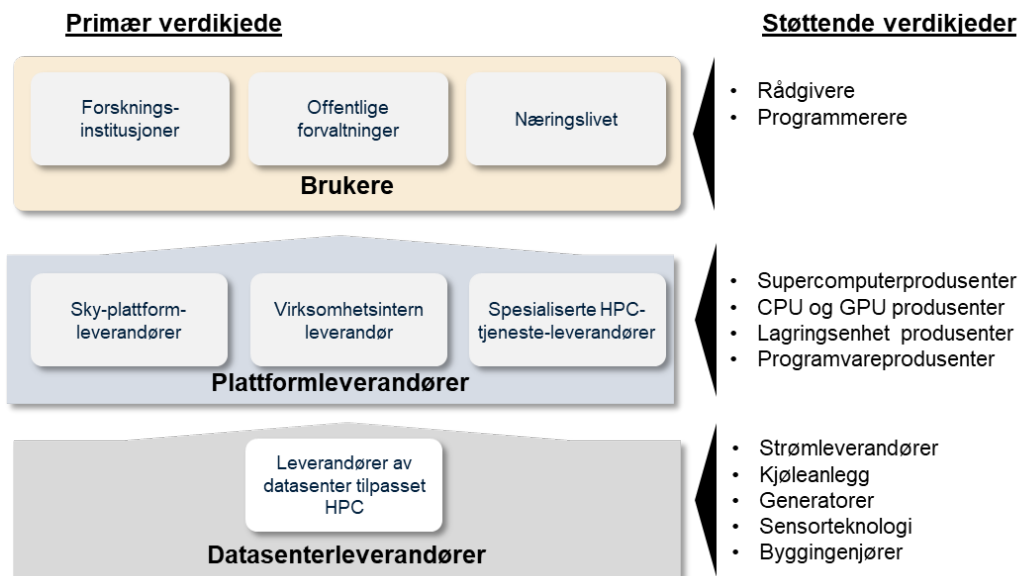 Primær verdikjede
Støttende verdikjeder
Forsknings-
institusjoner
Offentlige
forvaltninger
Næringslivet
Brukere
• Rådgivere
• Programmerere
Sky-plattform-
leverandører
Virksomhetsintern
leverandør
Spesialiserte HPC-
tjeneste-leverandører
Plattformleverandører
• Supercomputerprodusenter
• CPU og GPU produsenter
• Lagringsenhet produsenter
• Programvareprodusenter
Leverandører av
datasenter tilpasset
HPC
Datasenterleverandører
• Strømleverandører
• Kjøleanlegg
• Generatorer
• Sensorteknologi
• Byggingenjører